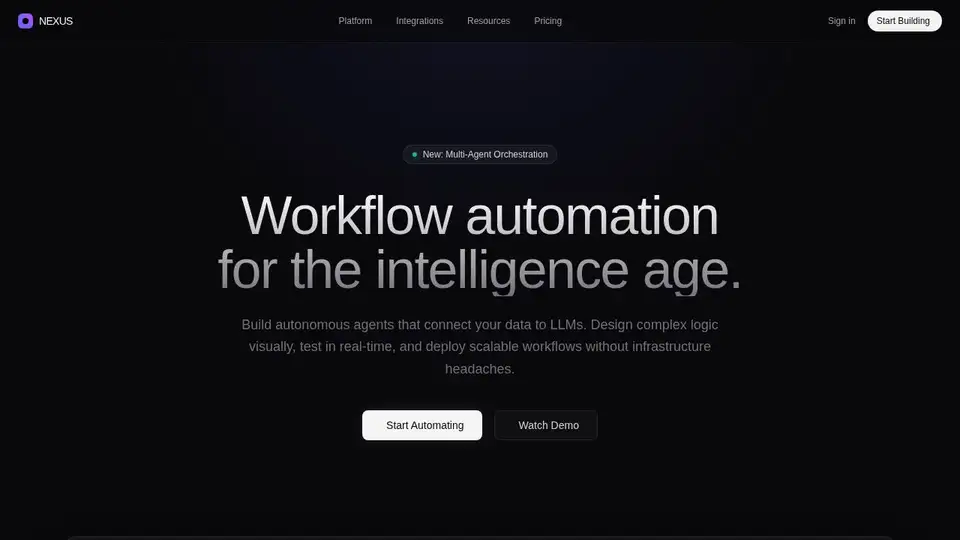 NEXUS
Platform
Integrations
Resources
Pricing
Sign in
Start Building
New: Multi-Agent Orchestration
Workflow automation
for the intelligence age.
Build autonomous agents that connect your data to LLMs. Design complex logic
visually, test in real-time, and deploy scalable workflows without infrastructure
headaches.
Start Automating
Watch Demo